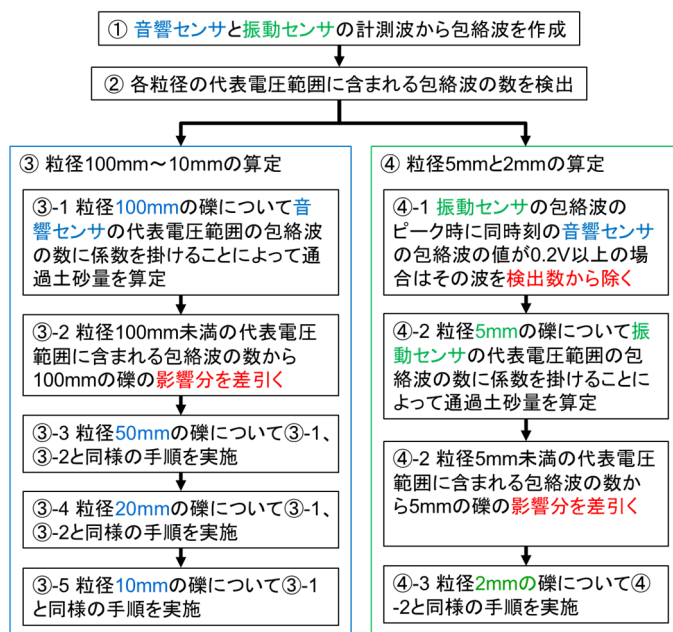 ① 音響センサと振動センサの計測波から包絡波を作成
② 各粒径の代表電圧範囲に含まれる包絡波の数を検出
③ 粒径100mm～10mmの算定
③-1 粒径100mmの礫について音
響センサの代表電圧範囲の包絡波
の数に係数を掛けることによって通
過土砂量を算定
③-2 粒径100mm未満の代表電圧
範囲に含まれる包絡波の数から
100mmの礫の影響分を差引く
③-3 粒径50mmの礫について③-1、
③-2と同様の手順を実施
③-4 粒径20mmの礫について③-1、
③-2と同様の手順を実施
③-5 粒径10mmの礫について③-1
と同様の手順を実施
④ 粒径5mmと2mmの算定
④-1 振動センサの包絡波の
ピーク時に同時刻の音響センサ
の包絡波の値が0.2V以上の場
合はその波を検出数から除く
④-2 粒径5mmの礫について振
動センサの代表電圧範囲の包
絡波の数に係数を掛けることに
よって通過土砂量を算定
④-2 粒径5mm未満の代表電圧
範囲に含まれる包絡波の数か
ら5mmの礫の影響分を差引く
④-3 粒径2mmの礫について④
-2と同様の手順を実施